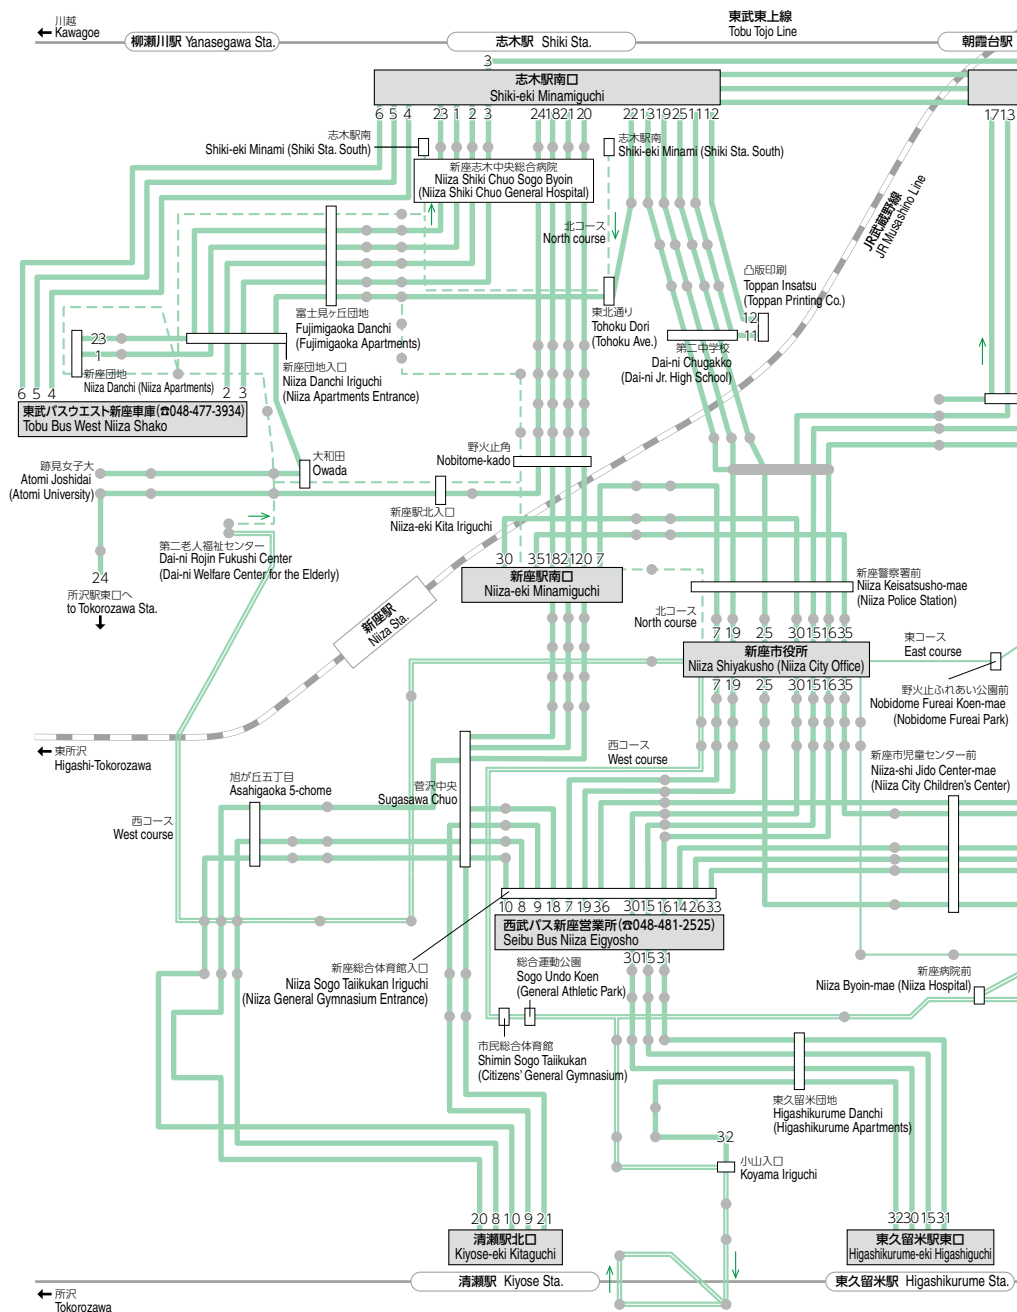 川越
Kawagoe
東武東上線
Tobu Tojo Line
柳瀬川駅 Yanasegawa Sta.
志木駅 Shiki Sta.
朝霞台駅
3
志木駅南口
Shiki-eki Minamiguchi
6 5 4 23 1 2 3 24 18 21 20 22 13 19 25 11 12 17 13
志木駅南
Shiki-eki Minami (Shiki Sta. South)
志木駅南
Shiki-eki Minami (Shiki Sta. South)
新座志木中央総合病院
Niiza Shiki Chuo Sogo Byoin
(Niiza Shiki Chuo General Hospital)
北コース
North course
JR武蔵野線
JR Musashino Line
凸版印刷
Toppan Insatsu
(Toppan Printing Co.)
12
11
富士見ヶ丘団地
Fujimigaoka Danchi
(Fujimigaoka Apartments)
東北通り
Tohoku Dori
(Tohoku Ave.)
第二中学校
Dai-ni Chugakko
(Dai-ni Jr. High School)
23
1
新座団地
Niiza Danchi (Niiza Apartments)
新座団地入口
Niiza Danchi Iriguchi
(Niiza Apartments Entrance)
6 5 4 2 3
東武バスウエスト新座車庫(☎048-477-3934)
Tobu Bus West Niiza Shako
跡見女子大
Atomi Joshidai
(Atomi University)
大和田
Owada
野火止角
Nobitome-kado
新座駅北入口
Niiza-eki Kita Iriguchi
第二老人福祉センター
Dai-ni Rojin Fukushi Center
(Dai-ni Welfare Center for the Elderly)
24
所沢駅東口へ
to Tokorozawa Sta.
30 35 18 21 20 7
新座駅南口
Niiza-eki Minamiguchi
新座駅
Niiza Sta.
新座警察署前
Niiza Keisatsusho-mae
(Niiza Police Station)
北コース
North course
7 19 25 30 15 16 35
新座市役所
Niiza Shiyakusho (Niiza City Office)
7 19 25 30 15 16 35
東コース
East course
野火止ふれあい公園前
Nobidome Fureai Koen-mae
(Nobidome Fureai Park)
東所沢
Higashi-Tokorozawa
西コース
West course
新座市児童センター前
Niiza-shi Jido Center-mae
(Niiza City Children's Center)
旭が丘五丁目
Asahigaoka 5-chome
菅沢中央
Sugasawa Chuo
西コース
West course
10 8 9 18 7 19 36 30 15 16 14 26 33
西武バス新座営業所(☎048-481-2525)
Seibu Bus Niiza Eigyosho
30 15 31
新座総合体育館入口
Niiza Sogo Taiikukan Iriguchi
(Niiza General Gymnasium Entrance)
総合運動公園
Sogo Undo Koen
(General Athletic Park)
新座病院前
Niiza Byoin-mae (Niiza Hospital)
市民総合体育館
Shimin Sogo Taiikukan
(Citizens' General Gymnasium)
東久留米団地
Higashikurume Danchi
(Higashikurume Apartments)
32
小山入口
Koyama Iriguchi
20 8 10 9 21
清瀬駅北口
Kiyose-eki Kitaguchi
32 30 15 31
東久留米駅東口
Higashikurume-eki Higashiguchi
清瀬駅 Kiyose Sta.
東久留米駅 Higashikurume Sta.
所沢
Tokorozawa